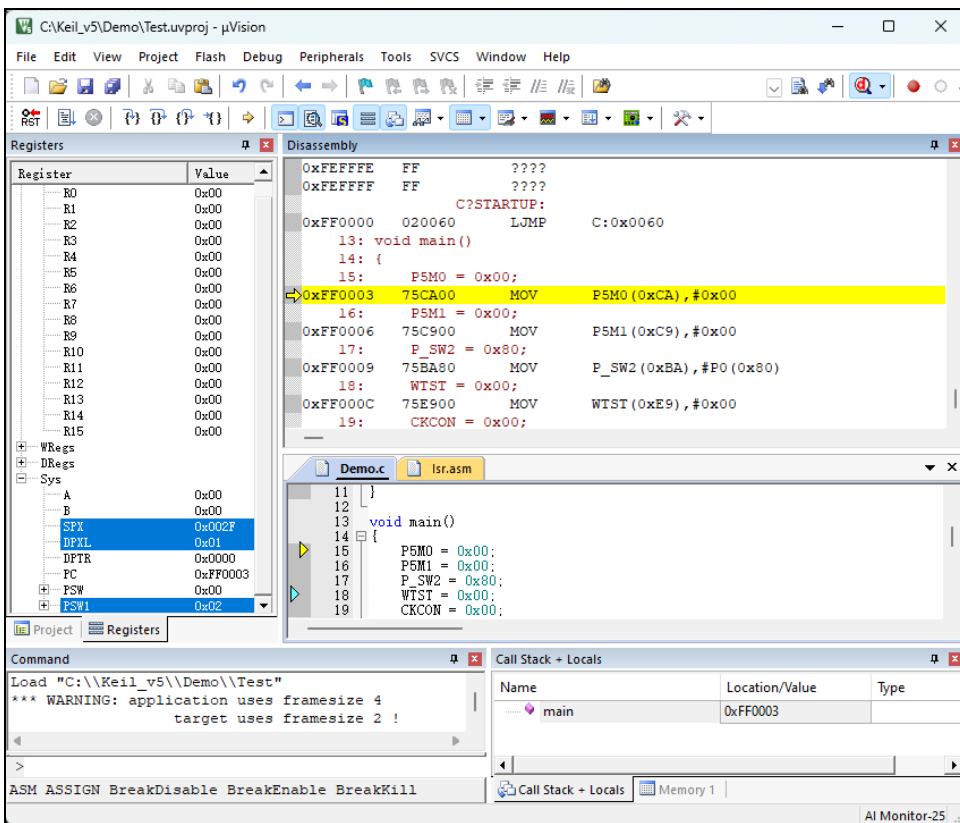 C:\Keil_v5\Demo\Test.uvproj - µVision
File Edit View Project Flash Debug Peripherals Tools SVCS Window Help
RST
Registers
Register Value
R0 0x00
R1 0x00
R2 0x00
R3 0x00
R4 0x00
R5 0x00
R6 0x00
R7 0x00
R8 0x00
R9 0x00
R10 0x00
R11 0x00
R12 0x00
R13 0x00
R14 0x00
R15 0x00
WRegs
DRegs
Sys
A 0x00
B 0x00
SPX 0x002F
DPXL 0x01
DPTR 0x0000
PC 0xFF0003
PSW 0x00
PSW1 0x02
Project Registers
Disassembly
0xFEFFFE FF ????
0xFEFFFF FF ????
C?STARTUP:
0xFF0000 020060 LJMP C:0x0060
13: void main()
14: {
15: P5M0 = 0x00;
0xFF0003 75CA00 MOV P5M0(0xCA),#0x00
16: P5M1 = 0x00;
0xFF0006 75C900 MOV P5M1(0xC9),#0x00
17: P_SW2 = 0x80;
0xFF0009 75BA80 MOV P_SW2(0xBA),#P0(0x80)
18: WTST = 0x00;
0xFF000C 75E900 MOV WTST(0xE9),#0x00
19: CKCON = 0x00;
Demo.c Isr.asm
11 }
12
13 void main()
14 {
15 P5M0 = 0x00;
16 P5M1 = 0x00;
17 P_SW2 = 0x80;
18 WTST = 0x00;
19 CKCON = 0x00;
Command
Load "C:\\Keil_v5\\Demo\\Test"
*** WARNING: application uses framesize 4
target uses framesize 2 !
>
ASM ASSIGN BreakDisable BreakEnable BreakKill
Call Stack + Locals
Name Location/Value Type
main 0xFF0003
Call Stack + Locals Memory 1
AI Monitor-25